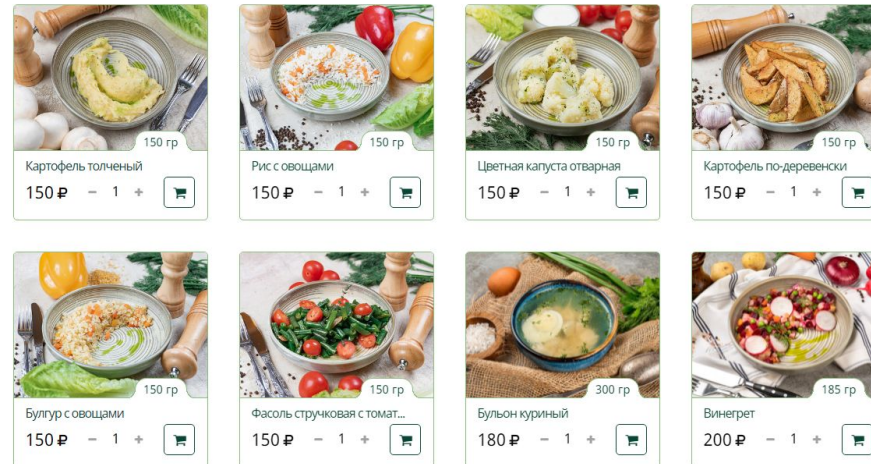 150 гр
150 гр
150 гр
150 гр
Картофель толченый
Рис с овощами
Цветная капуста отварная
Картофель по-деревенски
150 ₽ − 1 +
150 ₽ − 1 +
150 ₽ − 1 +
150 ₽ − 1 +
150 гр
150 гр
300 гр
185 гр
Булгур с овощами
Фасоль стручковая с томат...
Бульон куриный
Винегрет
150 ₽ − 1 +
150 ₽ − 1 +
180 ₽ − 1 +
200 ₽ − 1 +